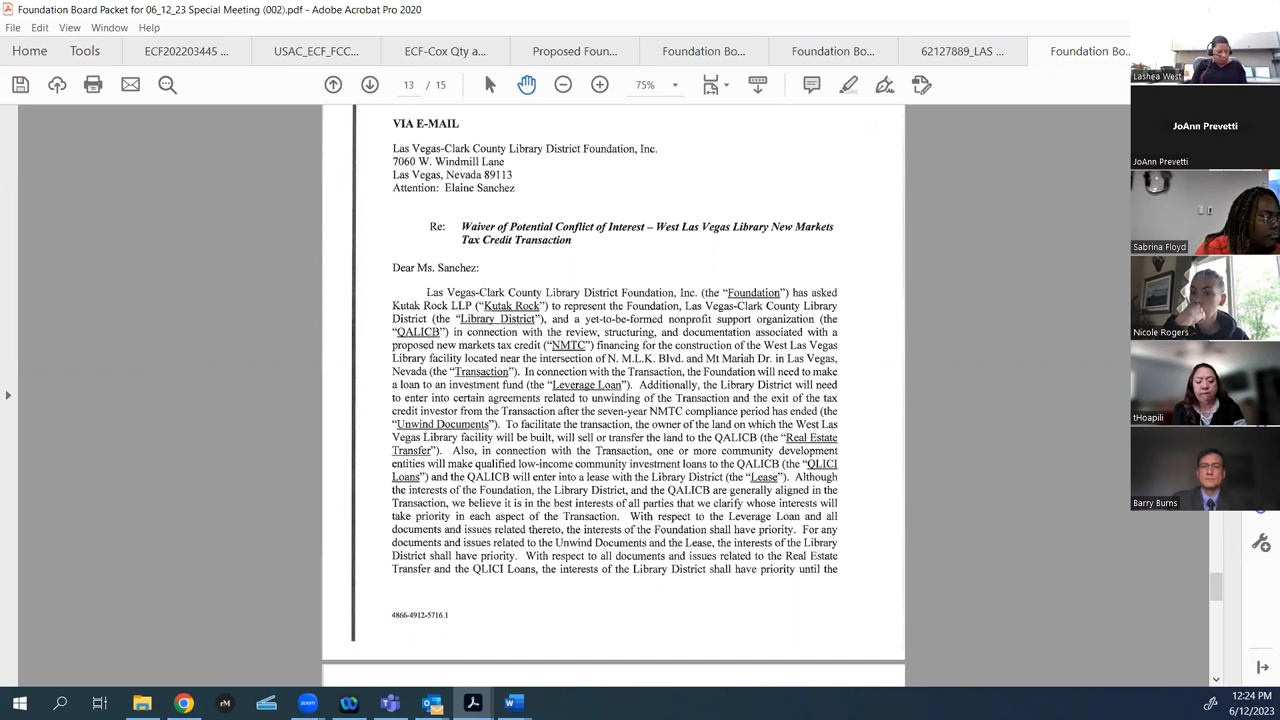 Foundation Board Packet for 06_12_23 Special Meeting (002).pdf - Adobe Acrobat Pro 2020
File Edit View Window Help
Home Tools ECF202203445 ... USAC_ECF_FCC... ECF-Cox Qty a... Proposed Foun... Foundation Bo... Foundation Bo... 62127889_LAS ... Foundation Bo...
13 / 15 75%
VIA E-MAIL
Las Vegas-Clark County Library District Foundation, Inc.
7060 W. Windmill Lane
Las Vegas, Nevada 89113
Attention: Elaine Sanchez
Re: Waiver of Potential Conflict of Interest – West Las Vegas Library New Markets
Tax Credit Transaction
Dear Ms. Sanchez:
Las Vegas-Clark County Library District Foundation, Inc. (the “Foundation”) has asked
Kutak Rock LLP (“Kutak Rock”) to represent the Foundation, Las Vegas-Clark County Library
District (the “Library District”), and a yet-to-be-formed nonprofit support organization (the
“QALICB”) in connection with the review, structuring, and documentation associated with a
proposed new markets tax credit (“NMTC”) financing for the construction of the West Las Vegas
Library facility located near the intersection of N. M.L.K. Blvd. and Mt Mariah Dr. in Las Vegas,
Nevada (the “Transaction”). In connection with the Transaction, the Foundation will need to make
a loan to an investment fund (the “Leverage Loan”). Additionally, the Library District will need
to enter into certain agreements related to unwinding of the Transaction and the exit of the tax
credit investor from the Transaction after the seven-year NMTC compliance period has ended (the
“Unwind Documents”). To facilitate the transaction, the owner of the land on which the West Las
Vegas Library facility will be built, will sell or transfer the land to the QALICB (the “Real Estate
Transfer”). Also, in connection with the Transaction, one or more community development
entities will make qualified low-income community investment loans to the QALICB (the “QLICI
Loans”) and the QALICB will enter into a lease with the Library District (the “Lease”). Although
the interests of the Foundation, the Library District, and the QALICB are generally aligned in the
Transaction, we believe it is in the best interests of all parties that we clarify whose interests will
take priority in each aspect of the Transaction. With respect to the Leverage Loan and all
documents and issues related thereto, the interests of the Foundation shall have priority. For any
documents and issues related to the Unwind Documents and the Lease, the interests of the Library
District shall have priority. With respect to all documents and issues related to the Real Estate
Transfer and the QLICI Loans, the interests of the Library District shall have priority until the
4866-4912-5716.1
Lashea West
JoAnn Prevetti
JoAnn Prevetti
Sabrina Floyd
Nicole Rogers
tHoapili
Barry Burns
rM
zoom
12:24 PM
6/12/2023